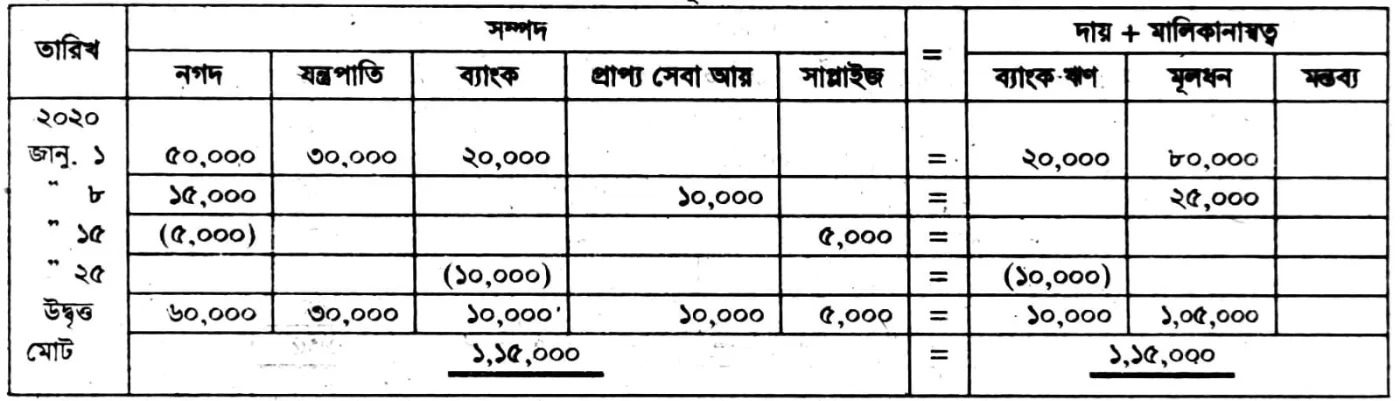 তারিখ সম্পদ = দায় + মালিকানাস্বত্ব
নগদ যন্ত্রপাতি ব্যাংক প্রাপ্য সেবা আয় সাপ্লাইজ ব্যাংক ঋণ মূলধন মন্তব্য
২০২০
জানু. ১ ৫০,০০০ ৩০,০০০ ২০,০০০ = ২০,০০০ ৮০,০০০
" ৮ ১৫,০০০ ১০,০০০ = ২৫,০০০
" ১৫ (৫,০০০) ৫,০০০ =
" ২৫ (১০,০০০) = (১০,০০০)
উদ্বৃত্ত ৬০,০০০ ৩০,০০০ ১০,০০০ ১০,০০০ ৫,০০০ = ১০,০০০ ১,০৫,০০০
মোট ১,১৫,০০০ = ১,১৫,০০০